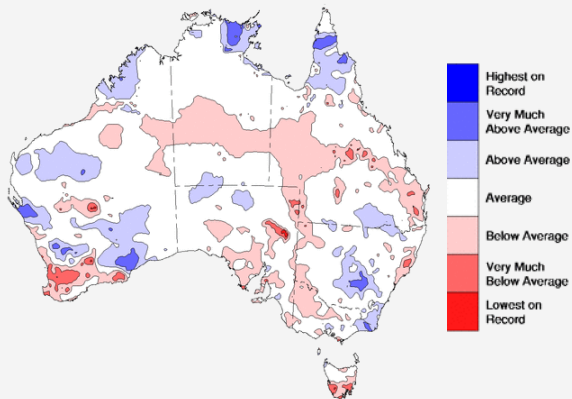 Highest on
Record
Very Much
Above Average
Above Average
Average
Below Average
Very Much
Below Average
Lowest on
Record